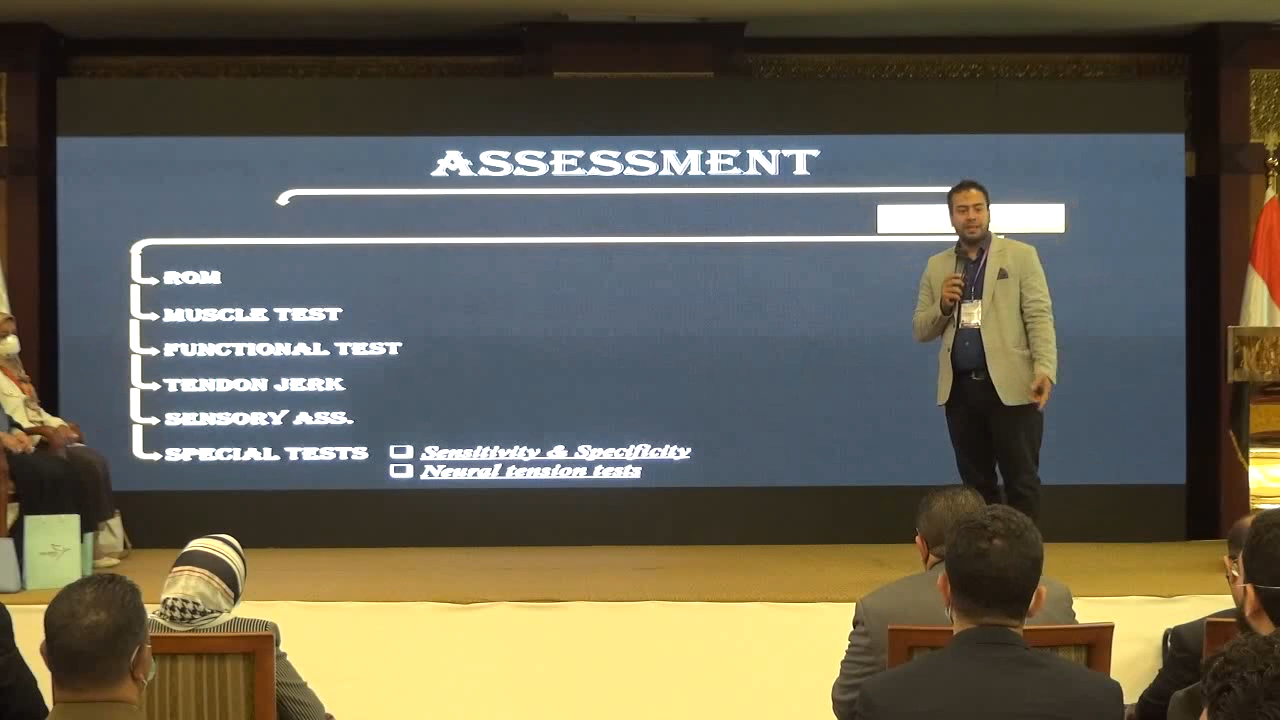 ASSESSMENT
ROM
MUSCLE TEST
FUNCTIONAL TEST
TENDON JERK
SENSORY ASS.
SPECIAL TESTS
Sensitivity & Specificity
Neural tension tests